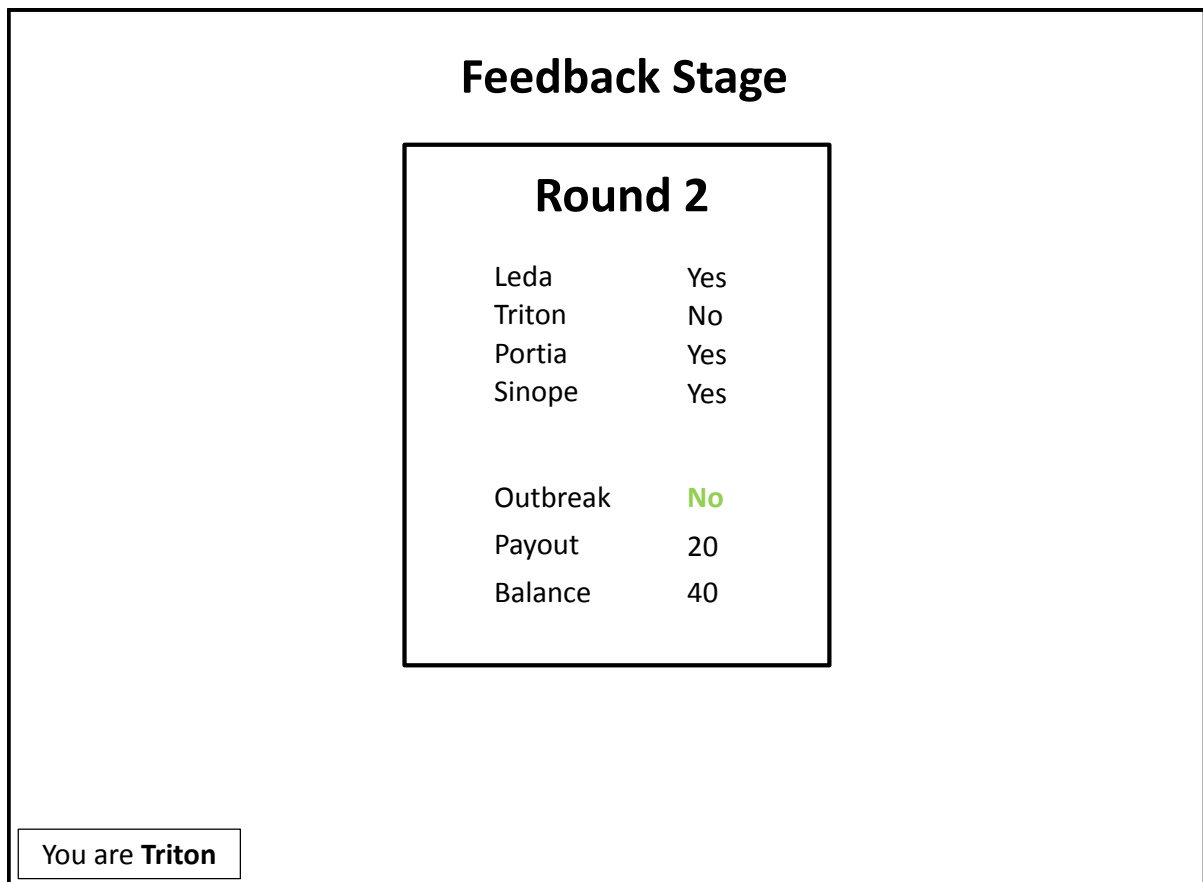 Feedback Stage
Round 2
Leda Yes
Triton No
Portia Yes
Sinope Yes
Outbreak No
Payout 20
Balance 40
You are Triton